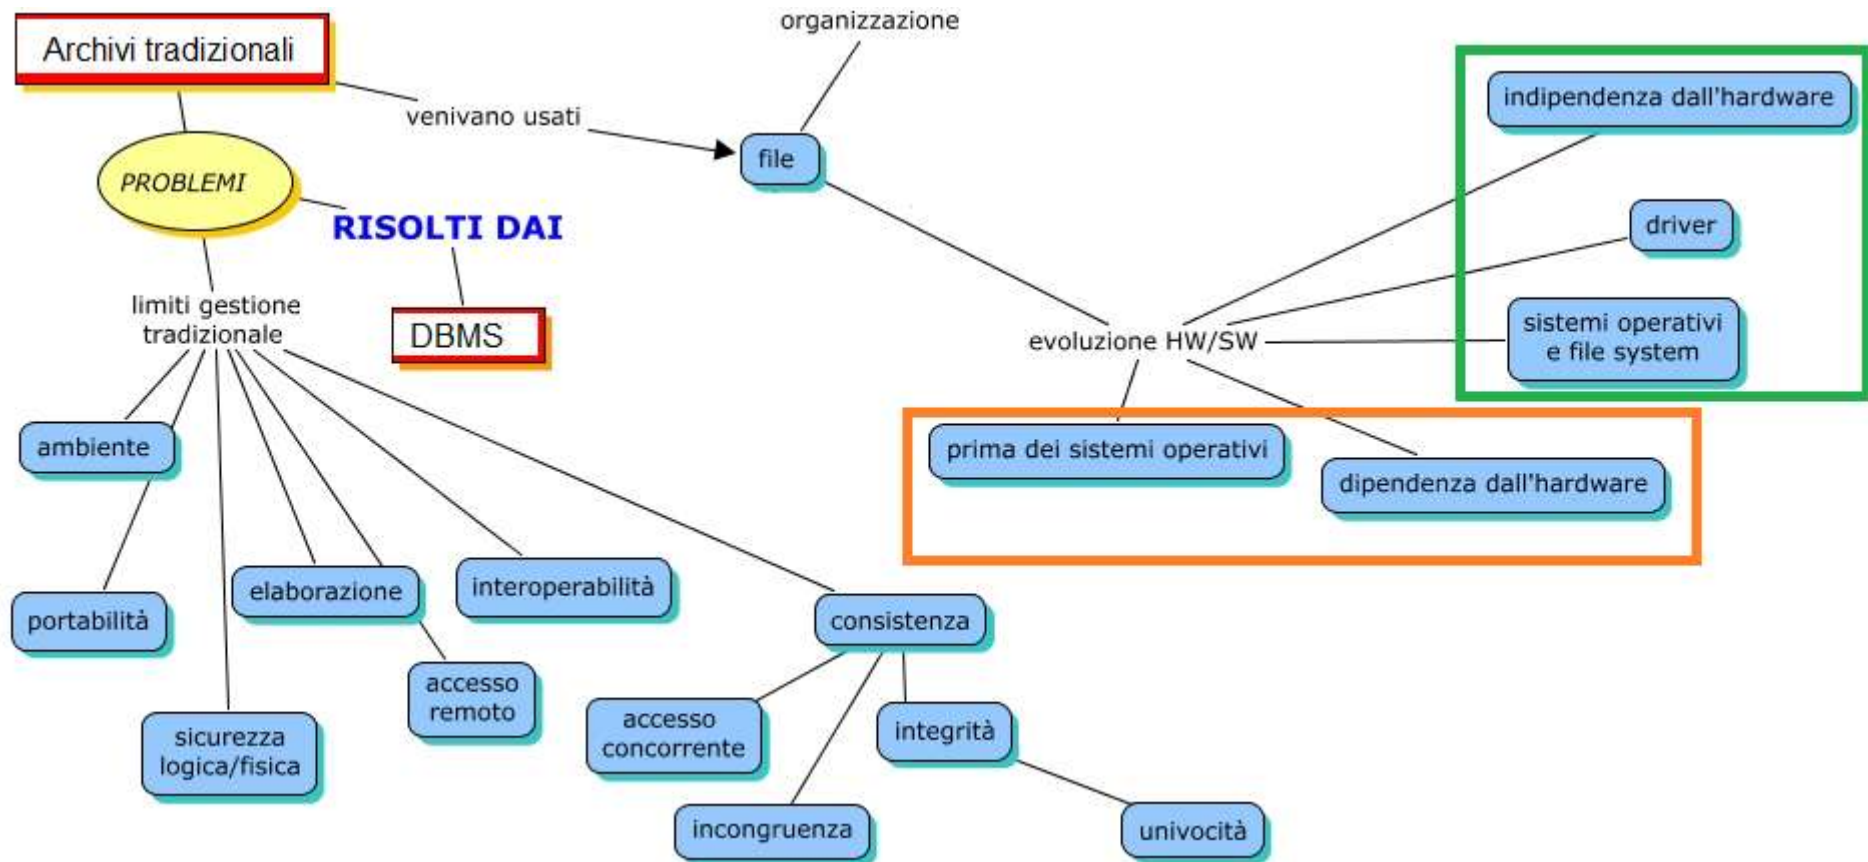 Archivi tradizionali
organizzazione
venivano usati
file
indipendenza dall'hardware
PROBLEMI
RISOLTI DAI
driver
limiti gestione
tradizionale
DBMS
evoluzione HW/SW
sistemi operativi
e file system
ambiente
prima dei sistemi operativi
dipendenza dall'hardware
portabilità
elaborazione
interoperabilità
consistenza
accesso
remoto
sicurezza
logica/fisica
accesso
concorrente
integrità
incongruenza
univocità